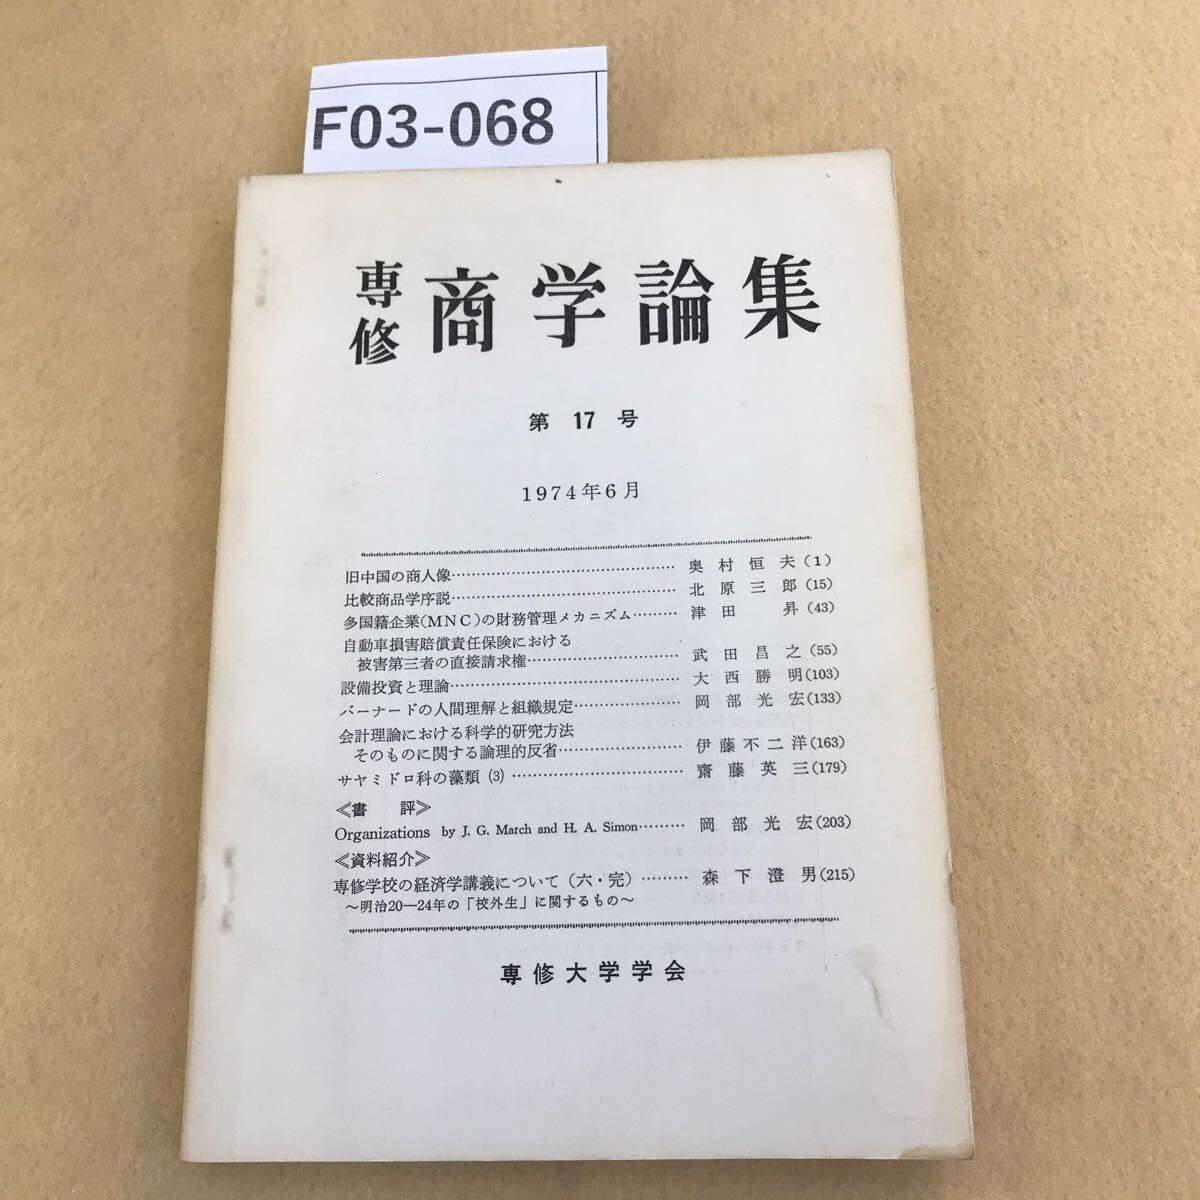 F03-068
専修 商学論集
第 17 号
1974年6月
旧中国の商人像………………………………………… 奥村恒夫(1)
比較商品学序説………………………………………… 北原三郎(15)
多国籍企業(MNC)の財務管理メカニズム……… 津田 昇(43)
自動車損害賠償責任保険における
被害第三者の直接請求権………………………… 武田昌之(55)
設備投資と理論………………………………………… 大西勝明(103)
バーナードの人間理解と組織規定………………… 岡部光宏(133)
会計理論における科学的研究方法
そのものに関する論理的反省…………………… 伊藤不二洋(163)
サヤミドロ科の藻類 (3)……………………………… 齋藤英三(179)
≪書 評≫
Organizations by J. G. March and H. A. Simon……… 岡部光宏(203)
≪資料紹介≫
専修学校の経済学講義について(六・完)……… 森下澄男(215)
～明治20―24年の「校外生」に関するもの～
専修大学学会